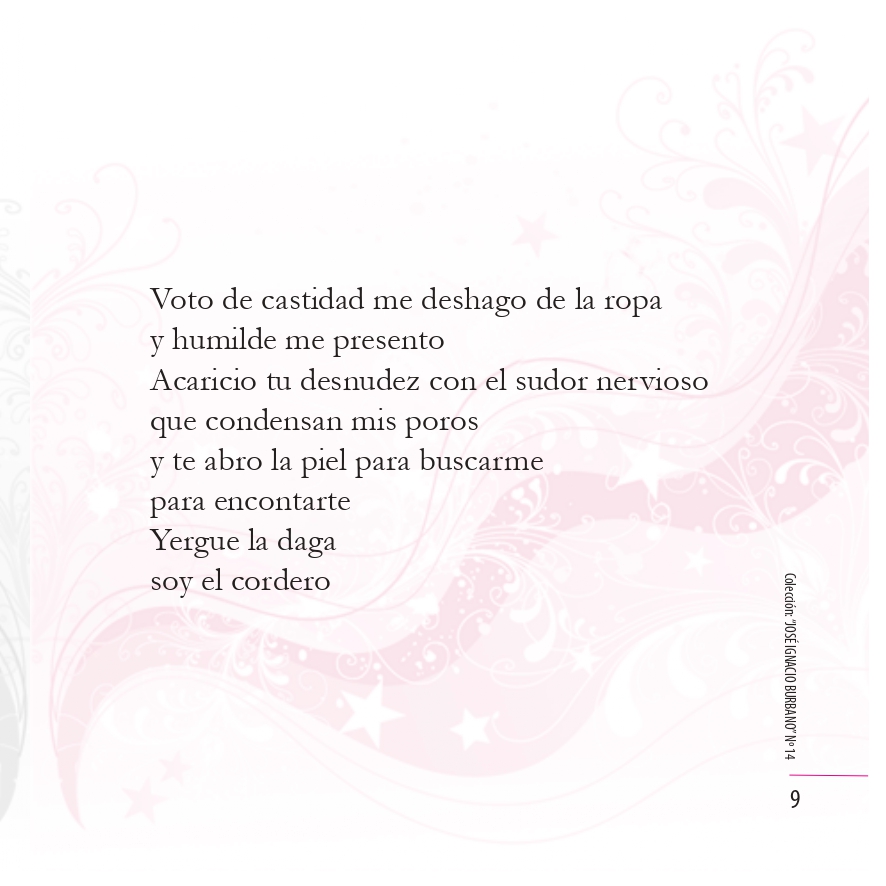 Voto de castidad me deshago de la ropa
y humilde me presento
Acaricio tu desnudez con el sudor nervioso
que condensan mis poros
y te abro la piel para buscarme
para encontarte
Yergue la daga
soy el cordero
Colección: “JOSÉ IGNACIO BURBANO” Nº 14
9